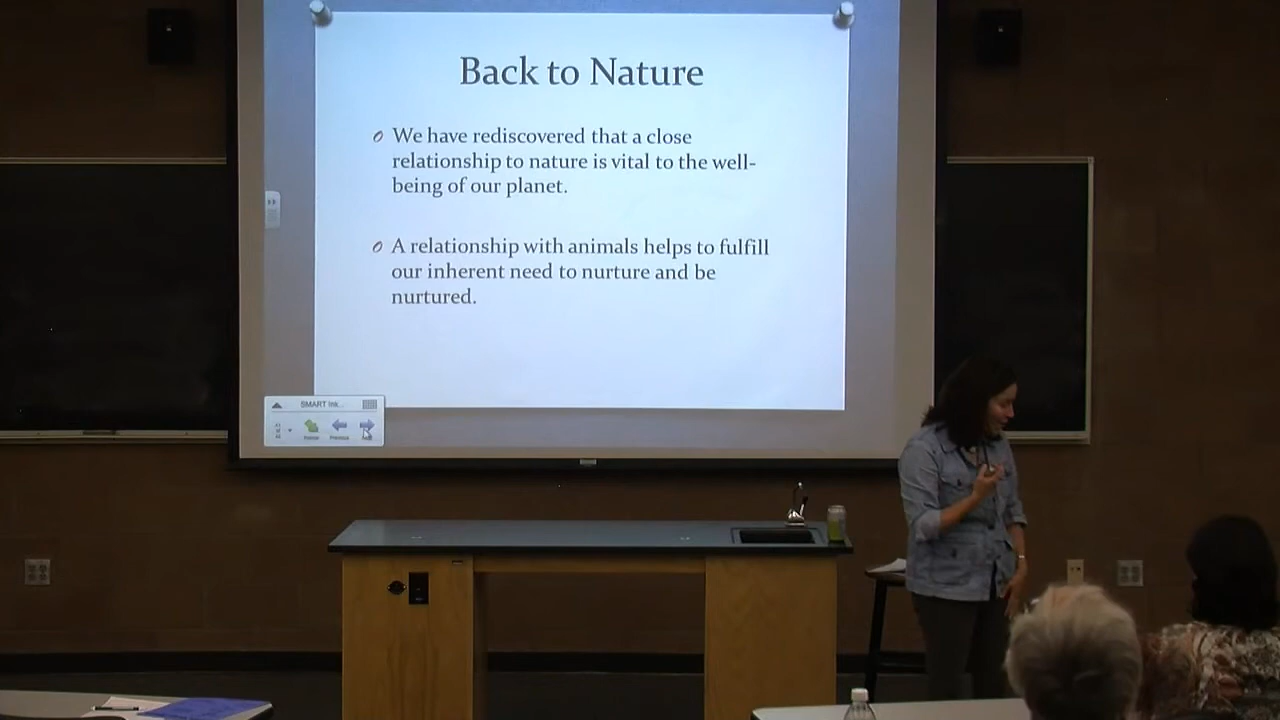 Back to Nature
We have rediscovered that a close
relationship to nature is vital to the well-
being of our planet.
A relationship with animals helps to fulfill
our inherent need to nurture and be
nurtured.
SMART Ink...
Previous